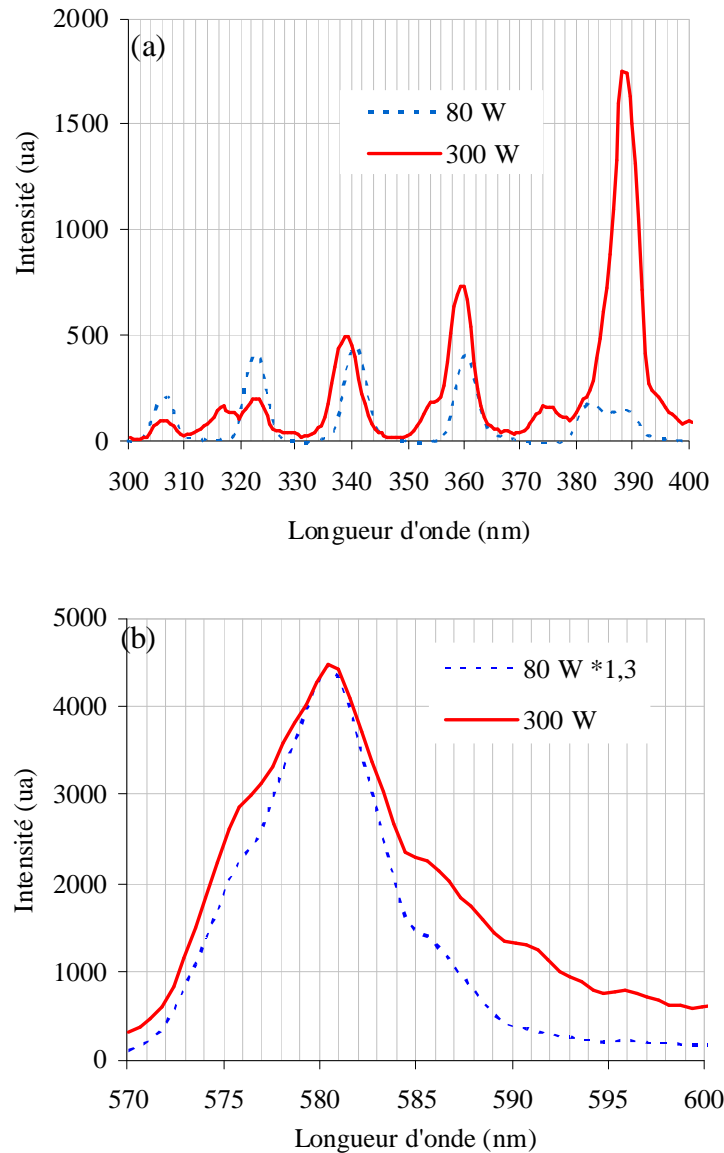 (a)
2000
1500
1000
500
0
Intensité (ua)
80 W
300 W
300 310 320 330 340 350 360 370 380 390 400
Longueur d'onde (nm)
(b)
5000
4000
3000
2000
1000
0
Intensité (ua)
80 W *1,3
300 W
570 575 580 585 590 595 600
Longueur d'onde (nm)